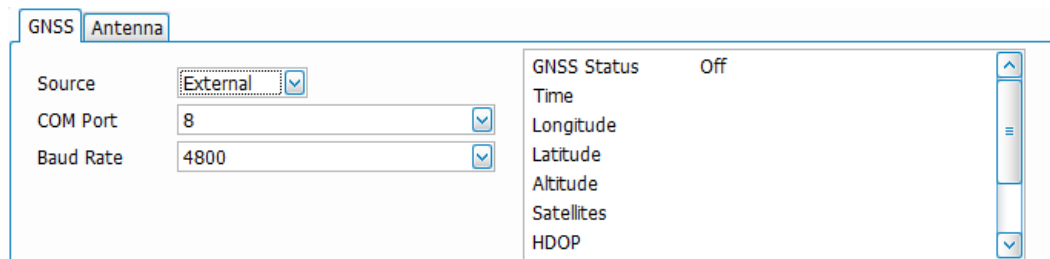 GNSS Antenna
Source External
COM Port 8
Baud Rate 4800
GNSS Status Off
Time
Longitude
Latitude
Altitude
Satellites
HDOP